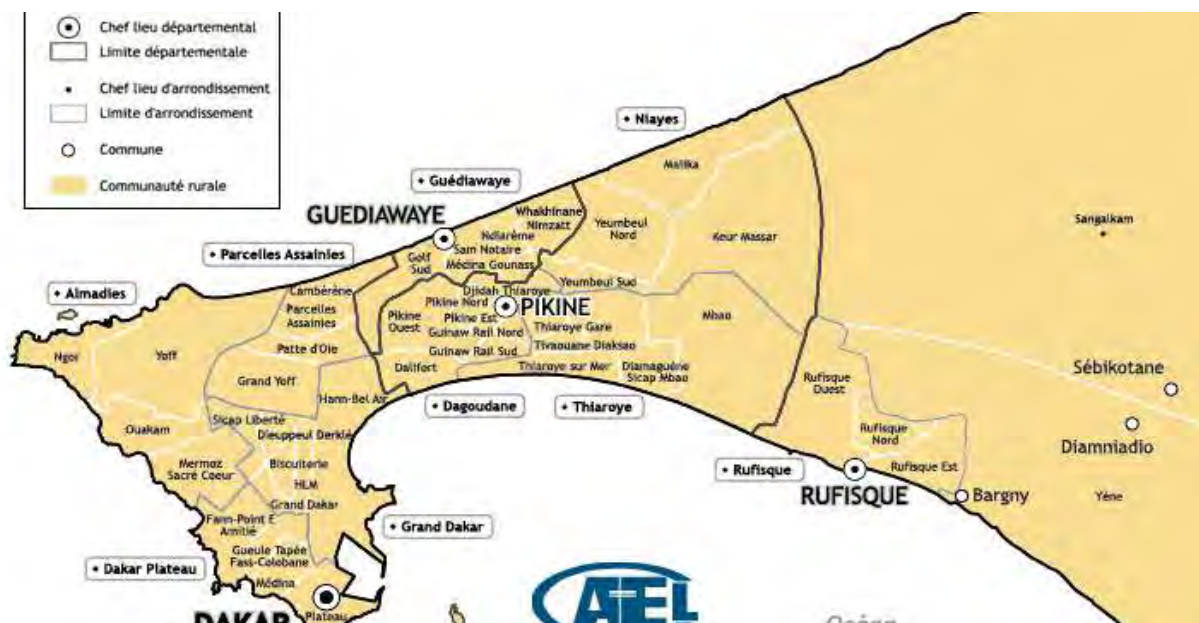 Chef lieu départemental
Limite départementale
Chef lieu d'arrondissement
Limite d'arrondissement
Commune
Communauté rurale
• Niayes
Malika
• Guédiawaye
GUEDIAWAYE
Whakhinane
Nimzatt
Yeumbeul
Nord
Keur Massar
Sangalkam
Ndiarème
Sam Notaire
Golf
Sud
Médina Gounass
• Parcelles Assainies
• Almadies
Cambérène
Parcelles
Assainies
Patte d'Oie
Ngor
Yoff
Grand Yoff
Hann-Bel Air
Djidah Thiaroye
Yeumbeul Sud
Pikine Nord
PIKINE
Pikine
Ouest
Pikine Est
Guinaw Rail Nord
Guinaw Rail Sud
Dalifort
Thiaroye Gare
Tivaouane Diaksao
Thiaroye sur Mer
Diamaguène
Sicap Mbao
Mbao
• Dagoudane
• Thiaroye
Rufisque
Ouest
Rufisque
Nord
Rufisque Est
• Rufisque
RUFISQUE
Bargny
Yène
Sébikotane
Diamniadio
Ouakam
Sicap Liberté
Dieuppeul Derklé
Mermoz
Sacré Coeur
Biscuiterie
HLM
Grand Dakar
Fann-Point E
Amitié
• Grand Dakar
Gueule Tapée
Fass-Colobane
• Dakar Plateau
Médina
DAKAR
Plateau
Océan